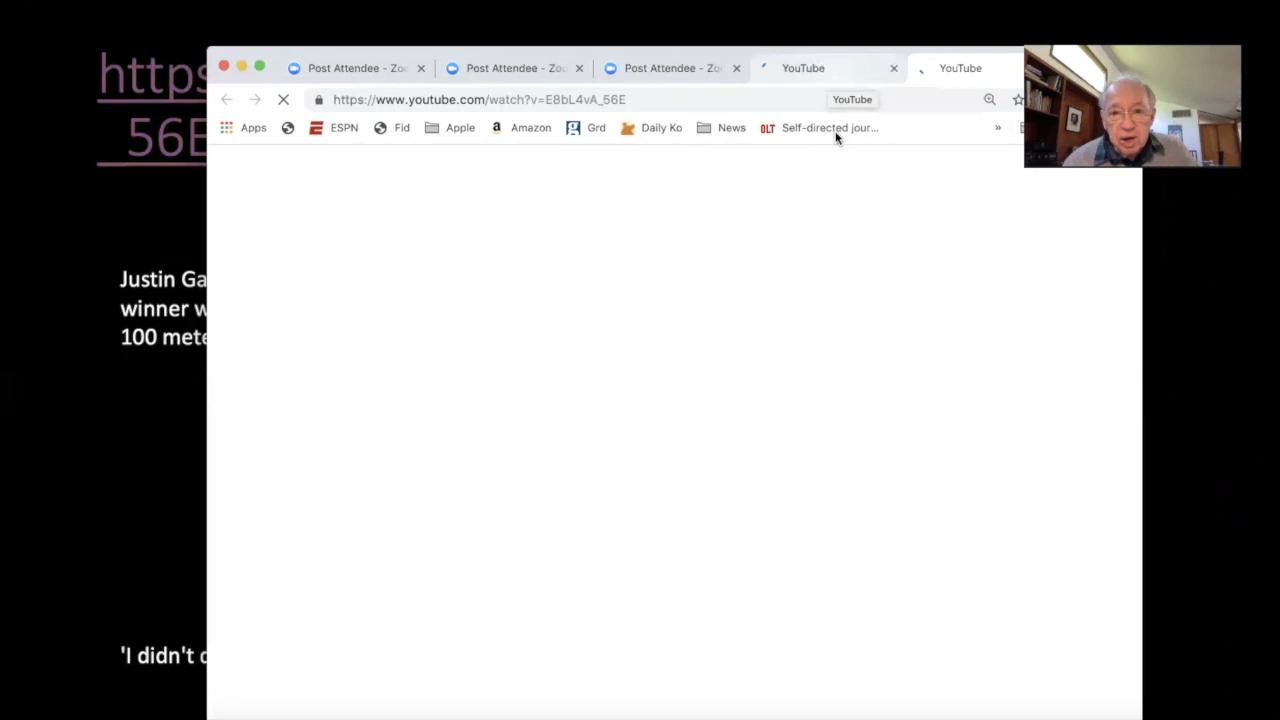 https
56E
Post Attendee - Zo
Post Attendee - Zo
Post Attendee - Zo
YouTube
YouTube
https://www.youtube.com/watch?v=E8bL4vA_56E
YouTube
Apps
ESPN
Fid
Apple
Amazon
Grd
Daily Ko
News
OLT Self-directed jour...
»
Justin Ga
winner w
100 mete
'I didn't